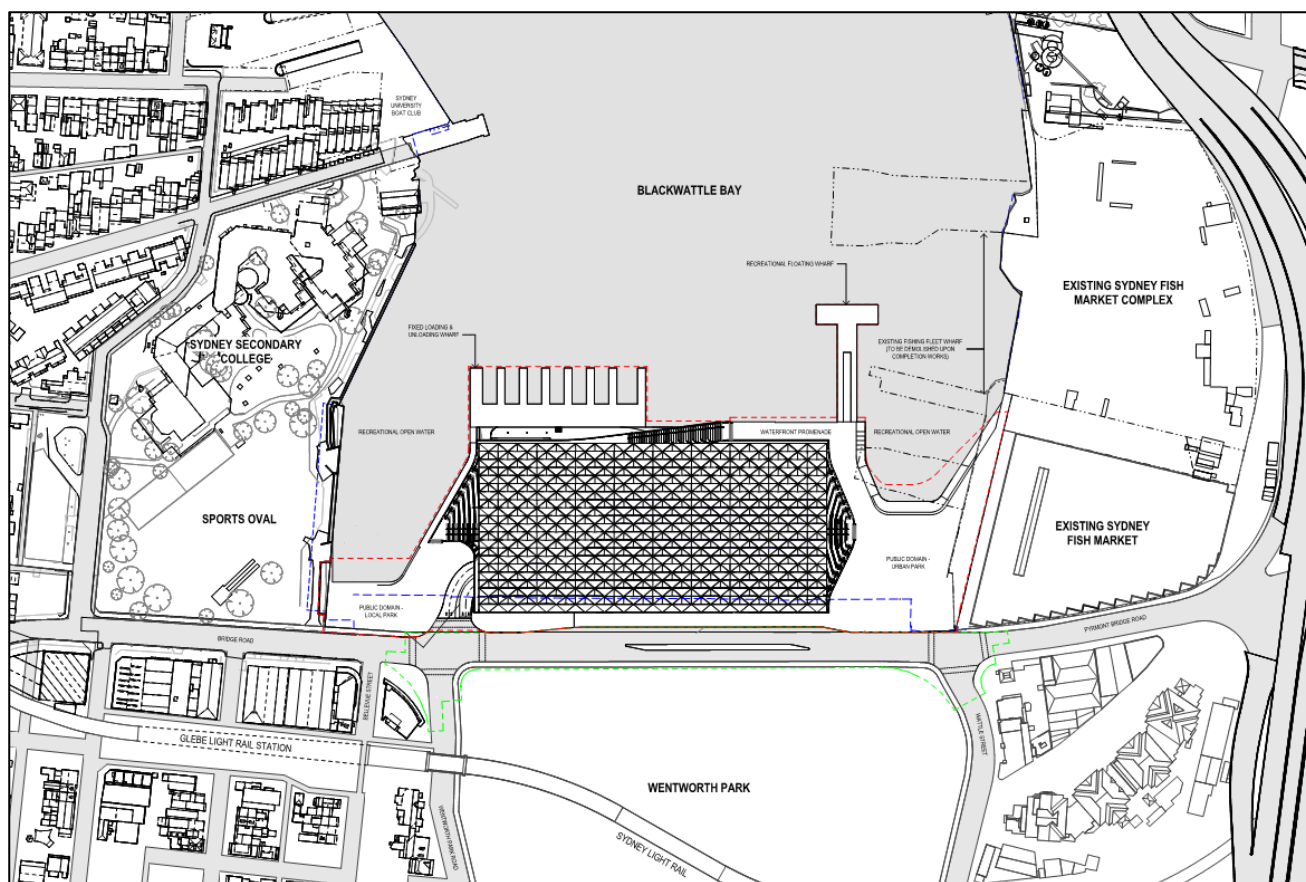 SYDNEY
UNIVERSITY
BOAT CLUB
BLACKWATTLE BAY
RECREATIONAL FLOATING WHARF
EXISTING SYDNEY FISH
MARKET COMPLEX
FIXED LOADING &
UNLOADING WHARF
EXISTING FISHING FLEET WHARF
(TO BE DEMOLISHED UPON
COMPLETION WORKS)
SYDNEY SECONDARY
COLLEGE
RECREATIONAL OPEN WATER
WATERFRONT PROMENADE
RECREATIONAL OPEN WATER
SPORTS OVAL
EXISTING SYDNEY
FISH MARKET
PUBLIC DOMAIN -
URBAN PARK
PUBLIC DOMAIN -
LOCAL PARK
BRIDGE ROAD
PYRMONT BRIDGE ROAD
BELLEVUE STREET
WATTLE STREET
GLEBE LIGHT RAIL STATION
WENTWORTH PARK
WENTWORTH PARK ROAD
SYDNEY LIGHT RAIL